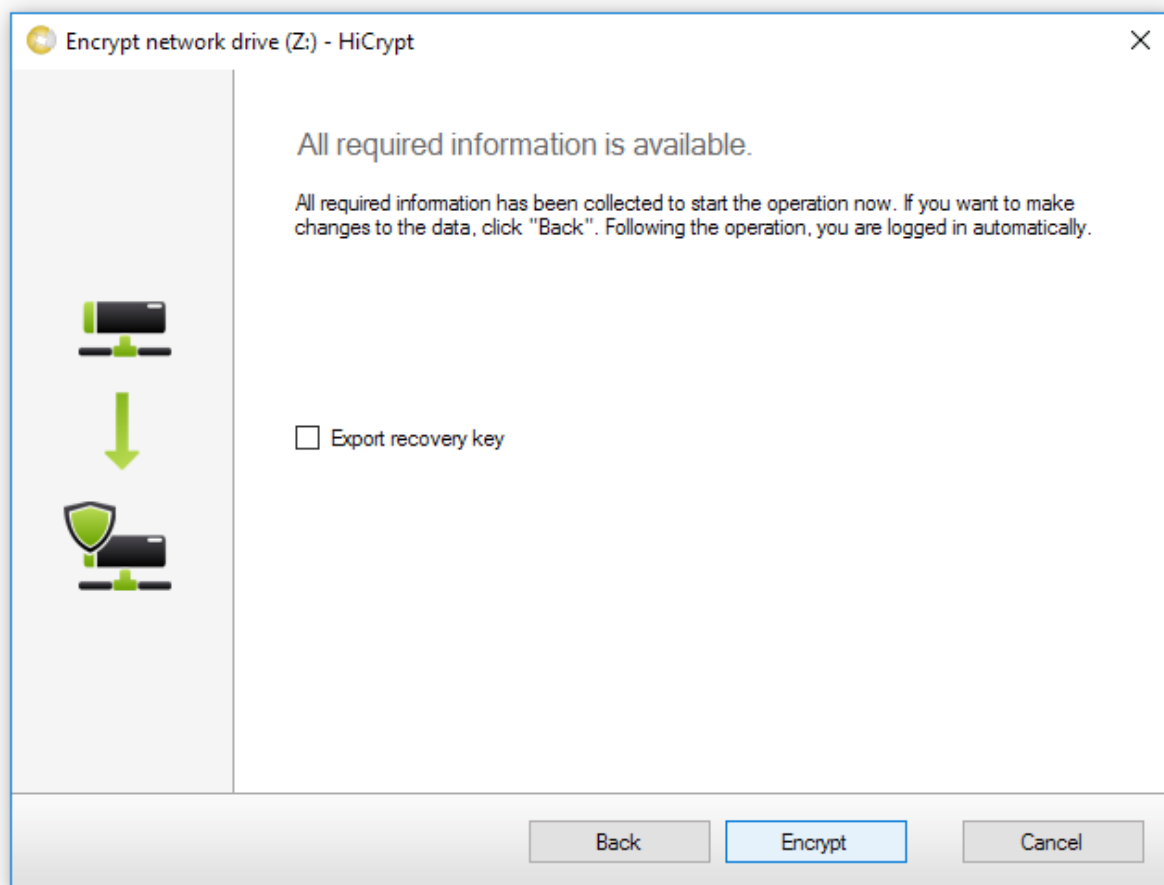 Encrypt network drive (Z:) - HiCrypt
All required information is available.
All required information has been collected to start the operation now. If you want to make
changes to the data, click "Back". Following the operation, you are logged in automatically.
Export recovery key
Back
Encrypt
Cancel